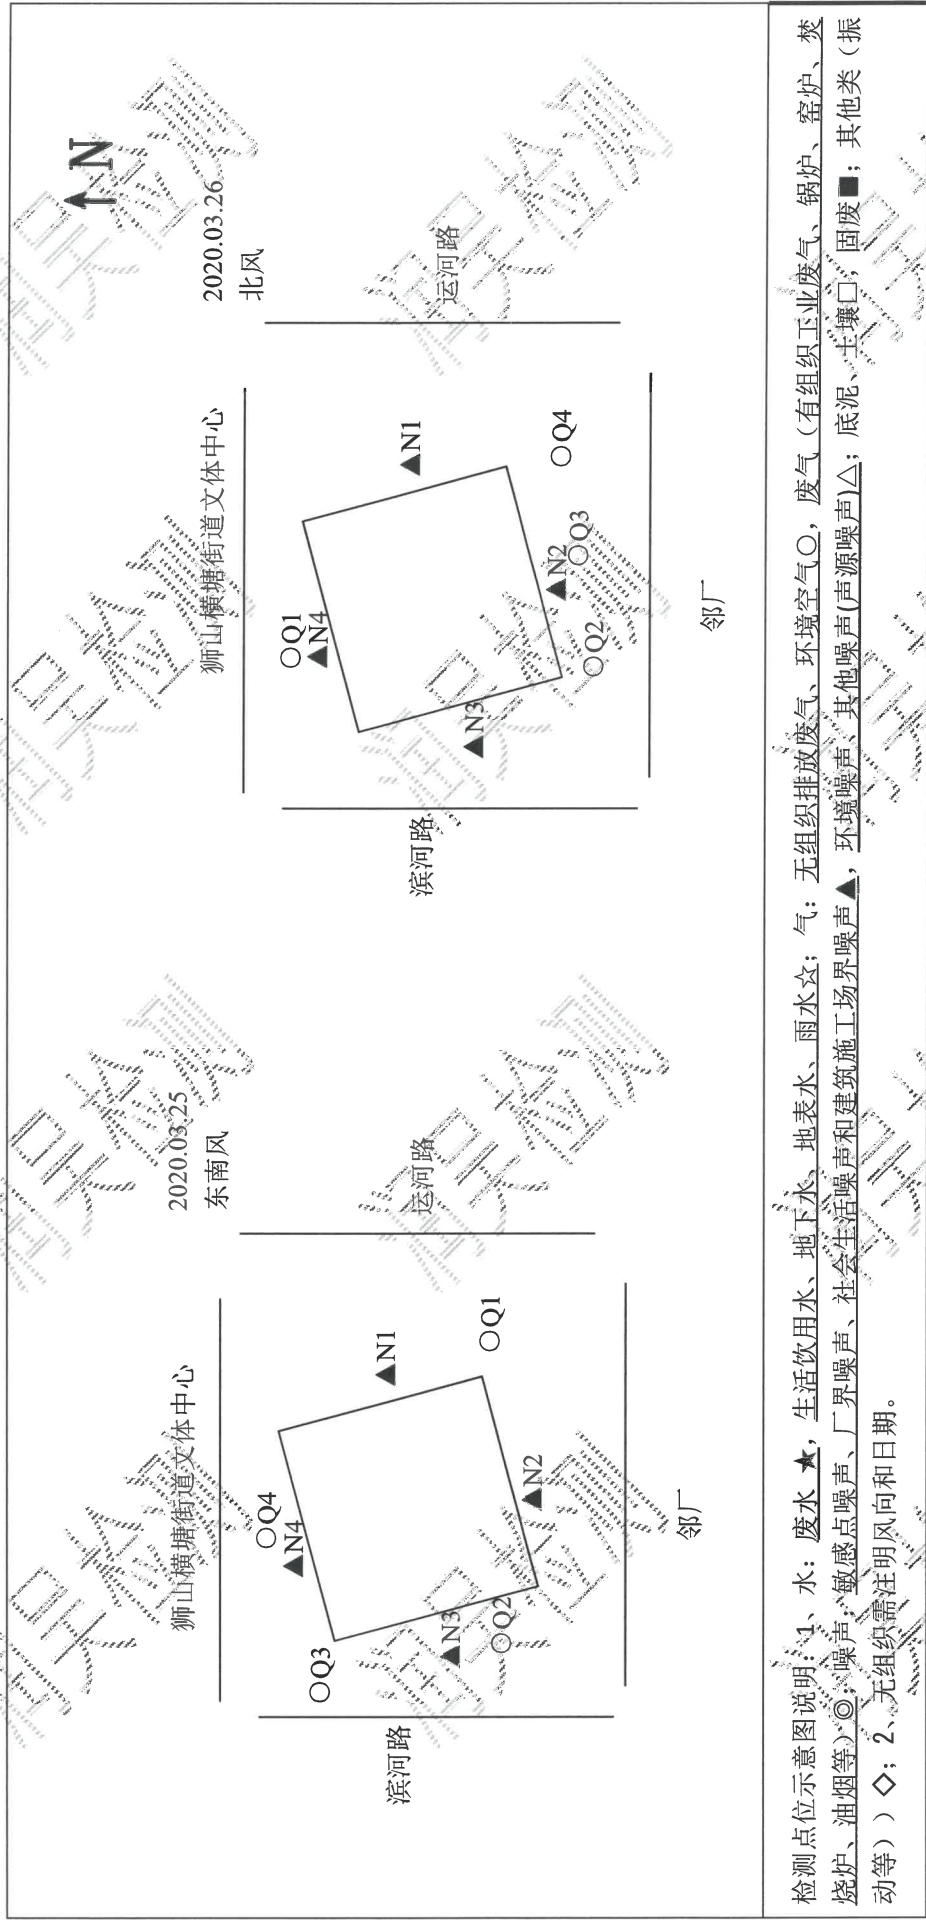 2020.03.25
东南风
狮山横塘街道文体中心
○Q4
▲N4
○Q3
▲N1
○Q1
▲N3
○Q2
▲N2
滨河路
运河路
邻厂
N
2020.03.26
北风
狮山横塘街道文体中心
○Q1
▲N4
▲N1
▲N3
▲N2
○Q2
○Q3
○Q4
滨河路
运河路
邻厂
检测点位示意图说明：1、水：废水★，生活饮用水、地下水、地表水、雨水☆；气：无组织排放废气、环境空气○，废气（有组织工业废气、锅炉、窑炉、焚
烧炉、油烟等）◎；噪声：敏感点噪声、厂界噪声、社会生活噪声和建筑施工场界噪声▲，环境噪声、其他噪声(声源噪声)△；底泥、土壤□，固废■；其他类（振
动等））◇；2、无组织需注明风向和日期。